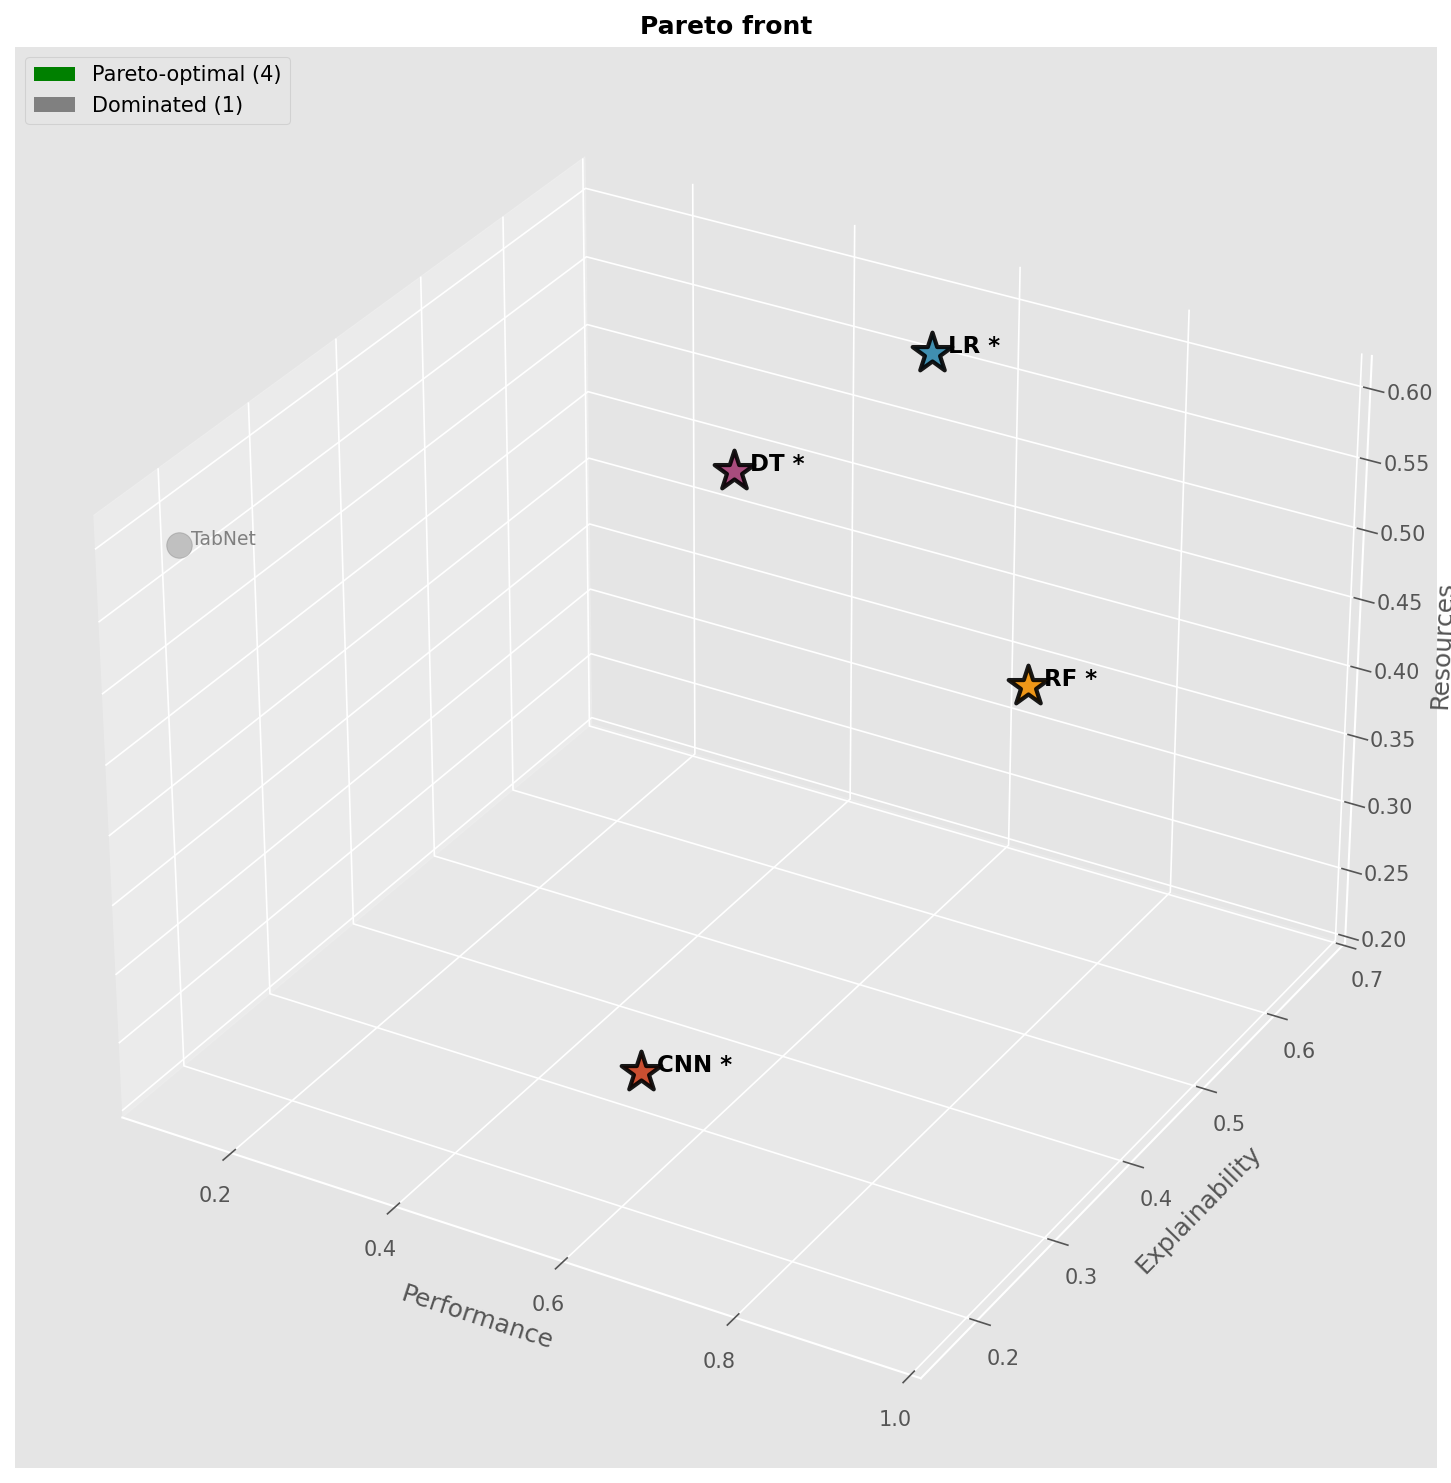 Pareto front
Pareto-optimal (4)
Dominated (1)
LR *
DT *
TabNet
RF *
CNN *
0.60
0.55
0.50
0.45
0.40
0.35
0.30
0.25
0.20
Resources
0.7
0.6
0.5
0.4
0.3
0.2
Explainability
0.2
0.4
0.6
0.8
1.0
Performance